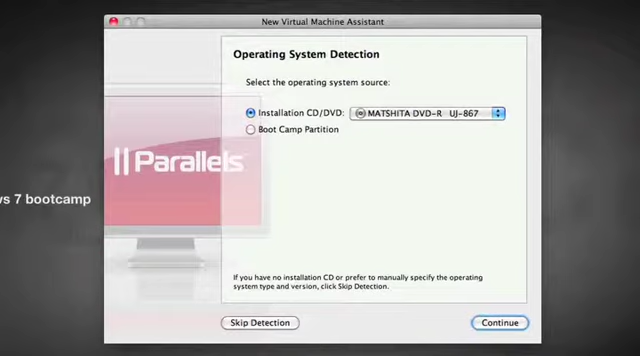 New Virtual Machine Assistant
Operating System Detection
Select the operating system source:
Installation CD/DVD: MATSHITA DVD-R UJ-867
Boot Camp Partition
Parallels
7 bootcamp
If you have no installation CD or prefer to manually specify the operating
system type and version, click Skip Detection.
Skip Detection
Continue